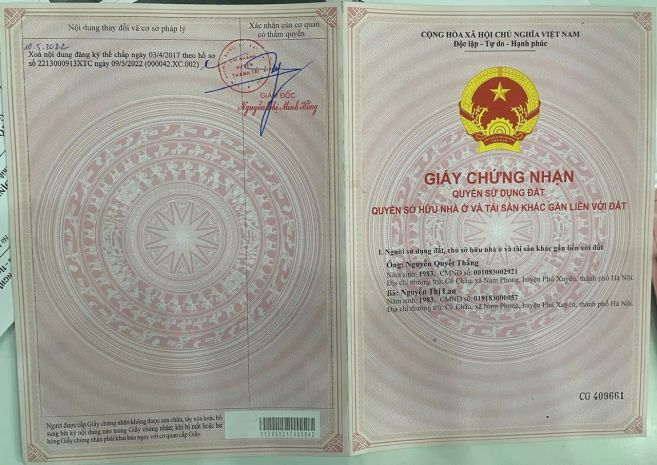 Nội dung thay đổi và cơ sở pháp lý
Xác nhận của cơ quan
có thẩm quyền
10.5.2022
Xoá nội dung đăng ký thế chấp ngày 03/4/2017 theo hồ sơ
số 2213000913XTC ngày 09/5/2022 (000042.XC.002)
CHI NHÁNH
HUYỆN
THANH TRÌ
GIÁM ĐỐC
Nguyễn Thị Minh Hồng
Người được cấp Giấy chứng nhận không được sửa chữa, tẩy xóa hoặc bổ
sung bất kỳ nội dung nào trong Giấy chứng nhận; khi bị mất hoặc hư
hỏng Giấy chứng nhận phải khai báo ngay với cơ quan cấp Giấy.
CỘNG HÒA XÃ HỘI CHỦ NGHĨA VIỆT NAM
Độc lập - Tự do - Hạnh phúc
VIỆT NAM
GIẤY CHỨNG NHẬN
QUYỀN SỬ DỤNG ĐẤT
QUYỀN SỞ HỮU NHÀ Ở VÀ TÀI SẢN KHÁC GẮN LIỀN VỚI ĐẤT
I. Người sử dụng đất, chủ sở hữu nhà ở và tài sản khác gắn liền với đất
Ông: Nguyễn Quyết Thắng
Năm sinh: 1983, CMND số: 001083002921
Địa chỉ thường trú: Cổ Châu, xã Nam Phong, huyện Phú Xuyên, thành phố Hà Nội.
Bà: Nguyễn Thị Lan
Năm sinh: 1983, CMND số: 019183000057
Địa chỉ thường trú: Cổ Châu, xã Nam Phong, huyện Phú Xuyên, thành phố Hà Nội.
CG 409661